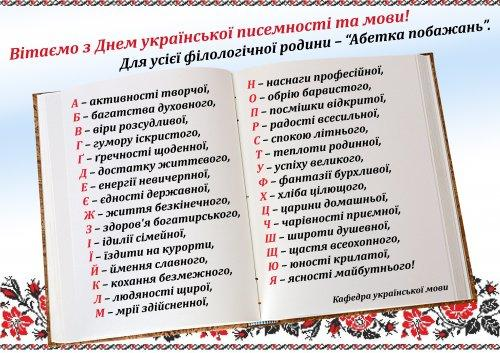 Вітаємо з Днем української писемності та мови!
Для усієї філологічної родини – “Абетка побажань”.
А – активності творчої,
Б – багатства духовного,
В – віри розсудливої,
Г – гумору іскристого,
Ґ – ґречності щоденної,
Д – достатку життєвого,
Е – енергії невичерпної,
Є – єдності державної,
Ж – життя безкінечного,
З – здоров'я богатирського,
І – ідилії сімейної,
Ї – їздити на курорти,
Й – ймення славного,
К – кохання безмежного,
Л – людяності щирої,
М – мрії здійсненної,
Н – наснаги професійної,
О – обрію барвистого,
П – посмішки відкритої,
Р – радості всесильної,
С – спокою літнього,
Т – теплоти родинної,
У – успіху великого,
Ф – фантазії бурхливої,
Х – хліба цілющого,
Ц – царини домашньої,
Ч – чарівності приємної,
Ш – широти душевної,
Щ – щастя всеохопного,
Ю – юності крилатої,
Я – ясності майбутнього!
Кафедра української мови